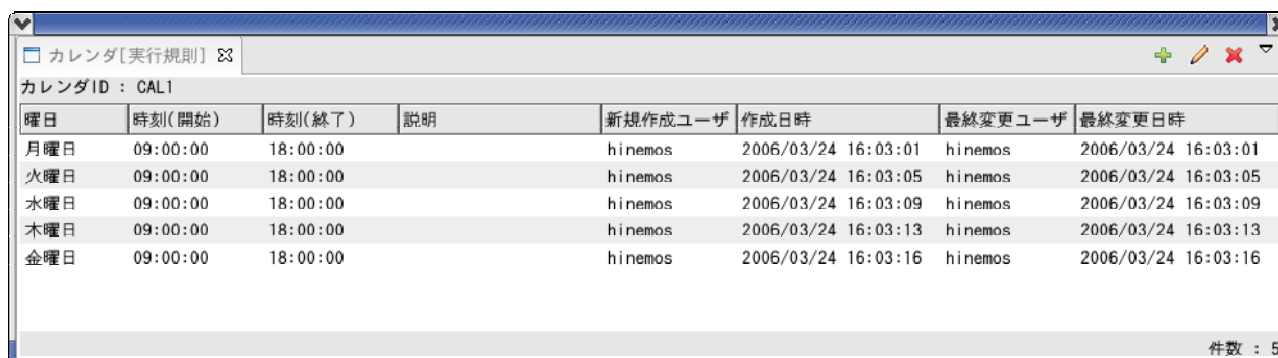 カレンダ[実行規則]
カレンダID : CAL1
曜日 時刻(開始) 時刻(終了) 説明 新規作成ユーザ 作成日時 最終変更ユーザ 最終変更日時
月曜日 09:00:00 18:00:00 hinemos 2006/03/24 16:03:01 hinemos 2006/03/24 16:03:01
火曜日 09:00:00 18:00:00 hinemos 2006/03/24 16:03:05 hinemos 2006/03/24 16:03:05
水曜日 09:00:00 18:00:00 hinemos 2006/03/24 16:03:09 hinemos 2006/03/24 16:03:09
木曜日 09:00:00 18:00:00 hinemos 2006/03/24 16:03:13 hinemos 2006/03/24 16:03:13
金曜日 09:00:00 18:00:00 hinemos 2006/03/24 16:03:16 hinemos 2006/03/24 16:03:16
件数 : 5